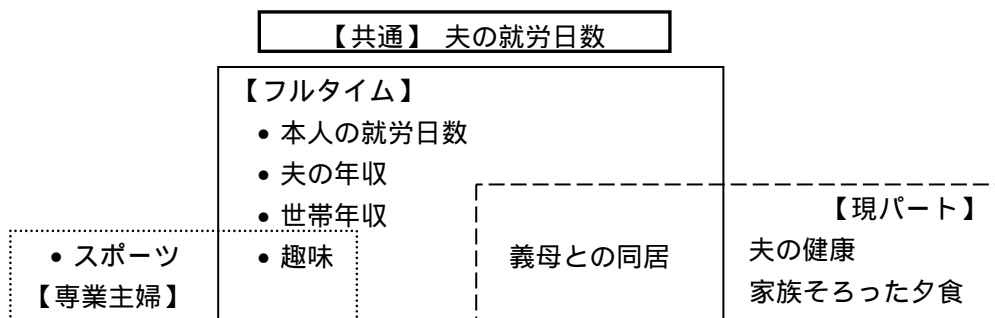 【共通】 夫の就労日数
【フルタイム】
• 本人の就労日数
• 夫の年収
• 世帯年収
• 趣味
• スポーツ
【専業主婦】
義母との同居
【現パート】
夫の健康
家族そろった夕食